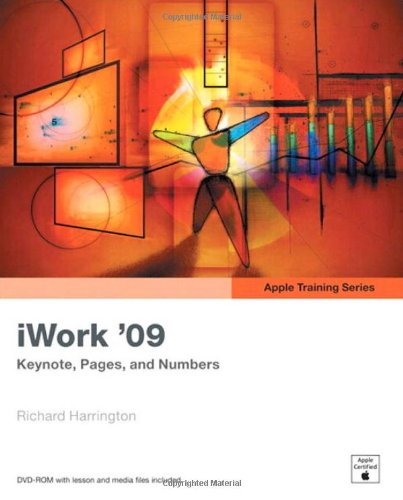 Copyrighted Material
Apple Training Series
iWork ’09
Keynote, Pages, and Numbers
Richard Harrington
Apple
Certified
DVD-ROM with lesson and media files included
Copyrighted Material